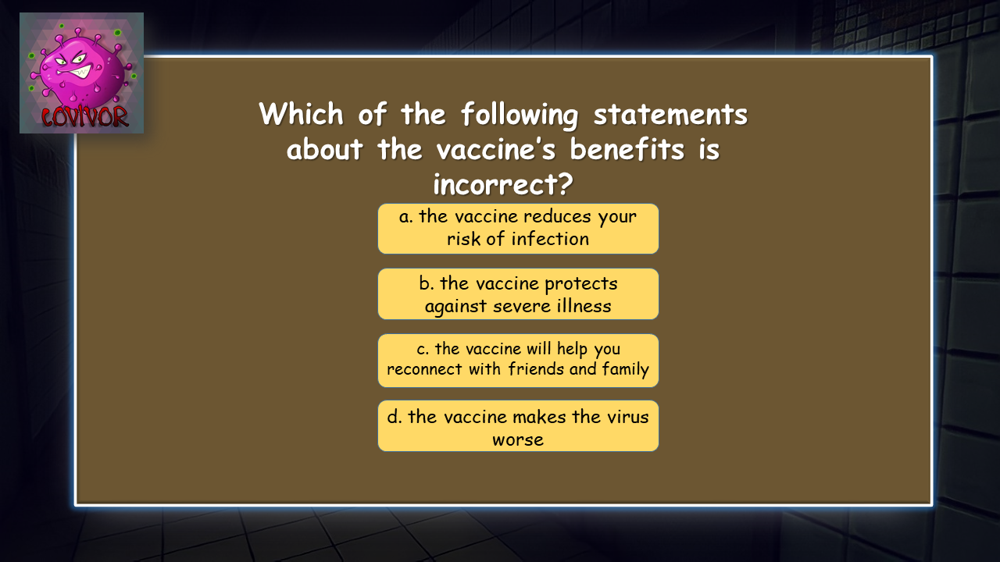 COVIVOR
Which of the following statements
about the vaccine’s benefits is
incorrect?
a. the vaccine reduces your
risk of infection
b. the vaccine protects
against severe illness
c. the vaccine will help you
reconnect with friends and family
d. the vaccine makes the virus
worse